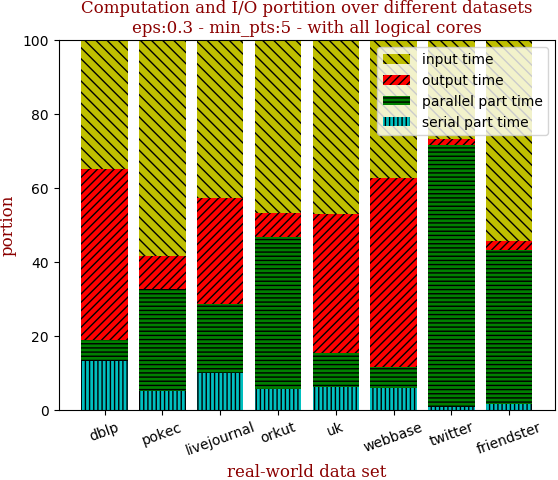 Computation and I/O portition over different datasets
eps:0.3 - min_pts:5 - with all logical cores
100
80
60
40
20
0
portion
input time
output time
parallel part time
serial part time
dblp
pokec
livejournal
orkut
uk
webbase
twitter
friendster
real-world data set